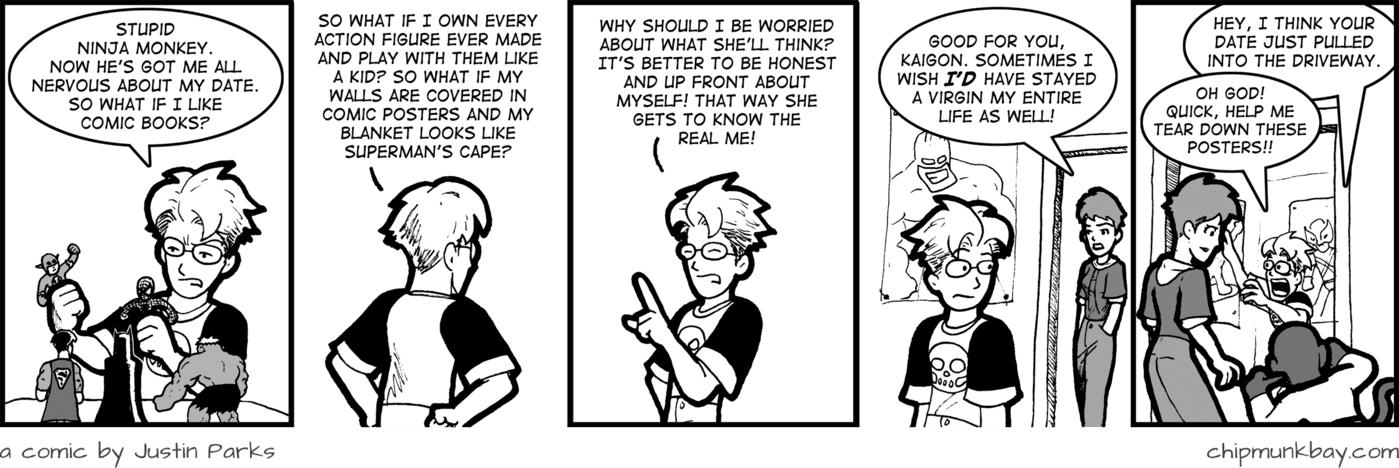 STUPID
NINJA MONKEY.
NOW HE'S GOT ME ALL
NERVOUS ABOUT MY DATE.
SO WHAT IF I LIKE
COMIC BOOKS?
SO WHAT IF I OWN EVERY
ACTION FIGURE EVER MADE
AND PLAY WITH THEM LIKE
A KID? SO WHAT IF MY
WALLS ARE COVERED IN
COMIC POSTERS AND MY
BLANKET LOOKS LIKE
SUPERMAN'S CAPE?
WHY SHOULD I BE WORRIED
ABOUT WHAT SHE'LL THINK?
IT'S BETTER TO BE HONEST
AND UP FRONT ABOUT
MYSELF! THAT WAY SHE
GETS TO KNOW THE
REAL ME!
GOOD FOR YOU,
KAIGON. SOMETIMES I
WISH I'D HAVE STAYED
A VIRGIN MY ENTIRE
LIFE AS WELL!
HEY, I THINK YOUR
DATE JUST PULLED
INTO THE DRIVEWAY.
OH GOD!
QUICK, HELP ME
TEAR DOWN THESE
POSTERS!!
a comic by Justin Parks
chipmunkbay.com